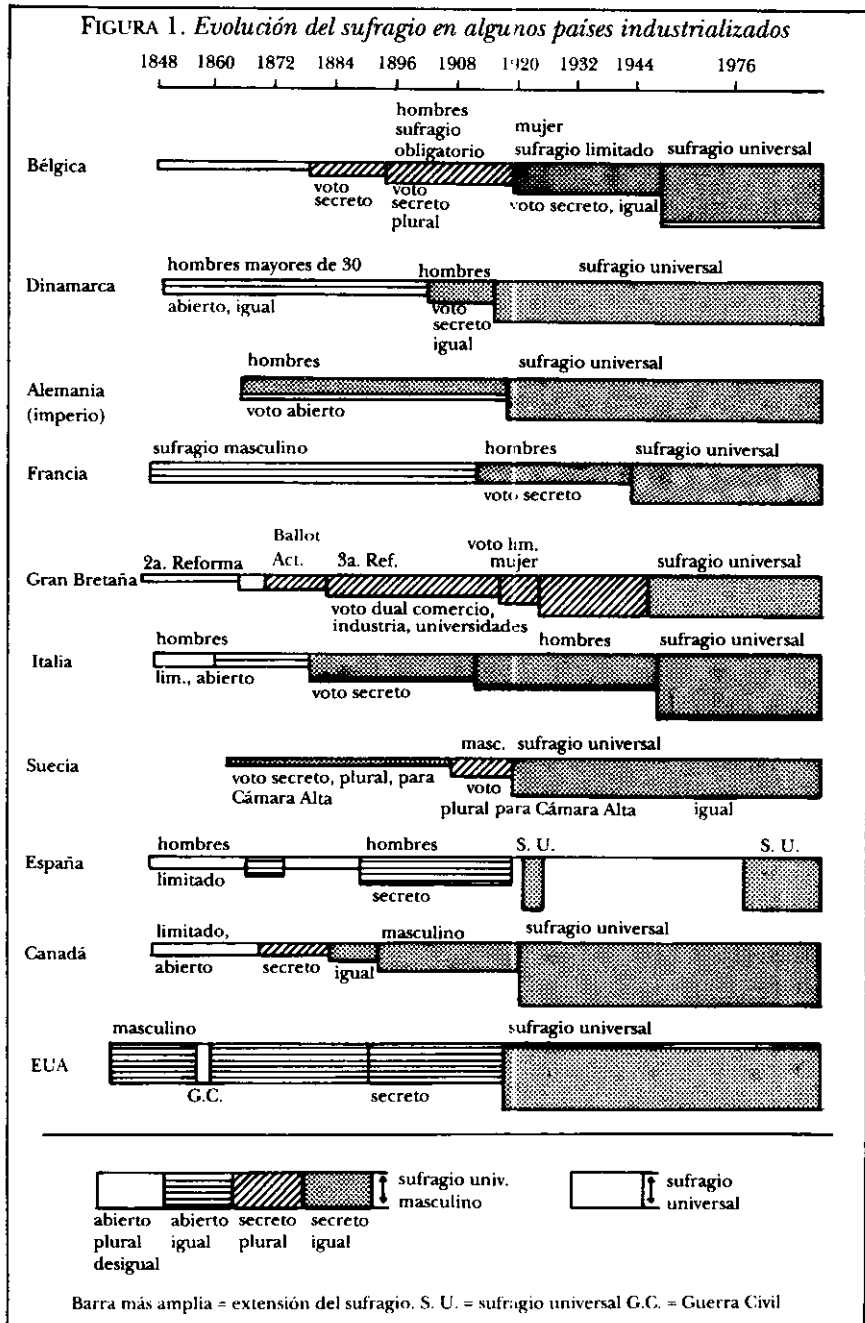 FIGURA 1. Evolución del sufragio en algunos países industrializados
1848 1860 1872 1884 1896 1908 1920 1932 1944 1976
hombres
sufragio
obligatorio
mujer
sufragio limitado
sufragio universal
Bélgica
voto
secreto
voto
secreto
plural
voto secreto, igual
hombres mayores de 30
hombres
sufragio universal
Dinamarca
abierto, igual
voto
secreto
igual
hombres
sufragio universal
Alemania
(imperio)
voto abierto
sufragio masculino
hombres
sufragio universal
Francia
voto secreto
2a. Reforma
Ballot
Act.
3a. Ref.
voto lim.
mujer
sufragio universal
Gran Bretaña
voto dual comercio,
industria, universidades
hombres
hombres
sufragio universal
Italia
lim., abierto
voto secreto
masc.
sufragio universal
Suecia
voto secreto, plural, para
Cámara Alta
voto
plural para Cámara Alta
igual
hombres
hombres
S. U.
S. U.
España
limitado
secreto
limitado,
masculino
sufragio universal
Canadá
abierto
secreto
igual
masculino
sufragio universal
EUA
G.C.
secreto
sufragio univ.
masculino
sufragio
universal
abierto
plural
desigual
abierto
igual
secreto
plural
secreto
igual
Barra más amplia = extensión del sufragio. S. U. = sufragio universal G.C. = Guerra Civil